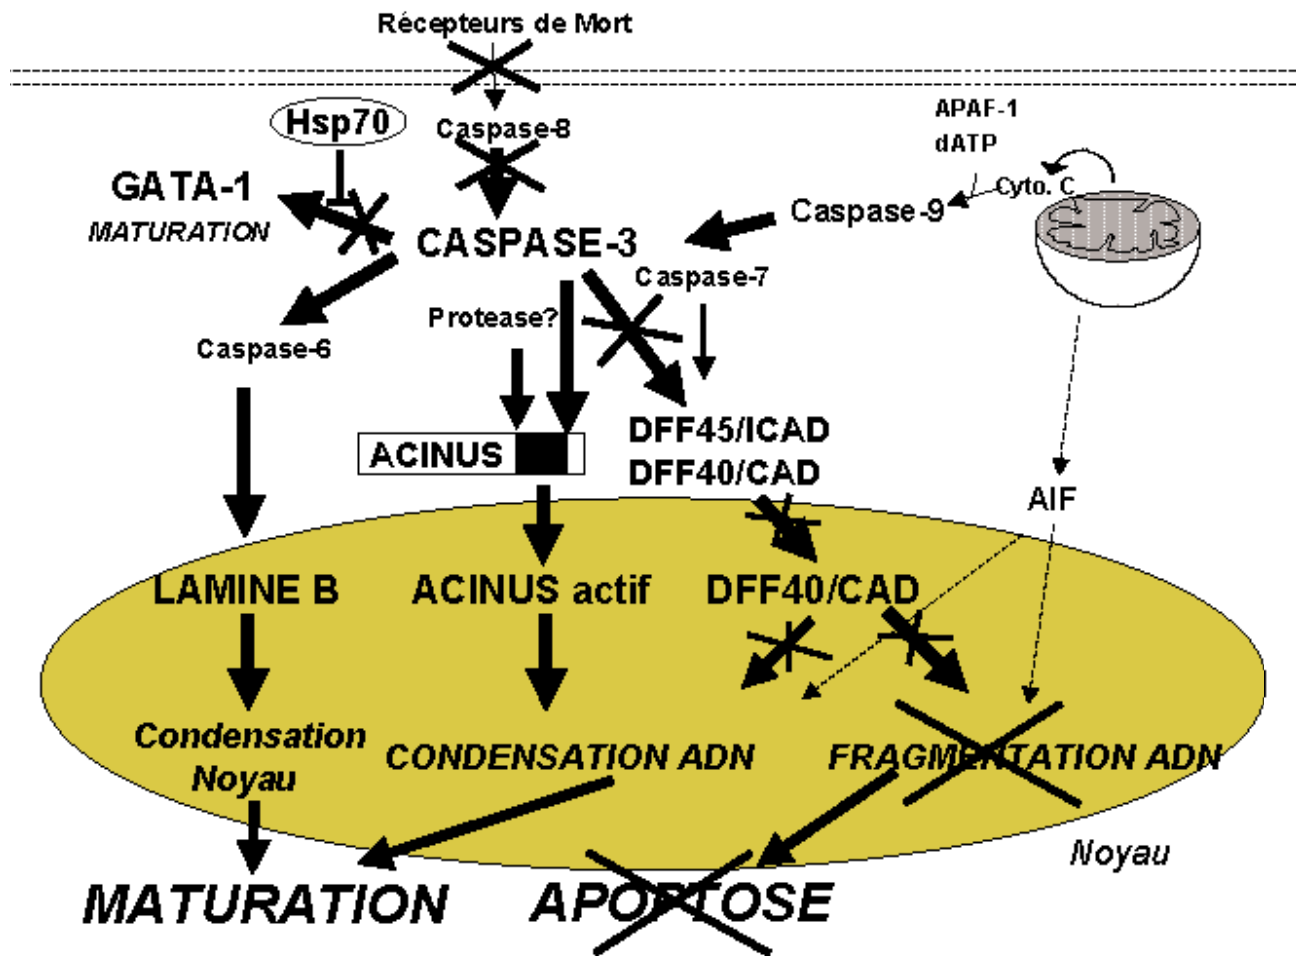 Récepteurs de Mort
Hsp70
Caspase-8
APAF-1
dATP
Cyto. C
GATA-1
MATURATION
Caspase-9
CASPASE-3
Caspase-7
Protease?
Caspase-6
DFF45/ICAD
ACINUS
DFF40/CAD
AIF
LAMINE B
ACINUS actif
DFF40/CAD
Condensation
Noyau
CONDENSATION ADN
FRAGMENTATION ADN
Noyau
MATURATION
APOPTOSE